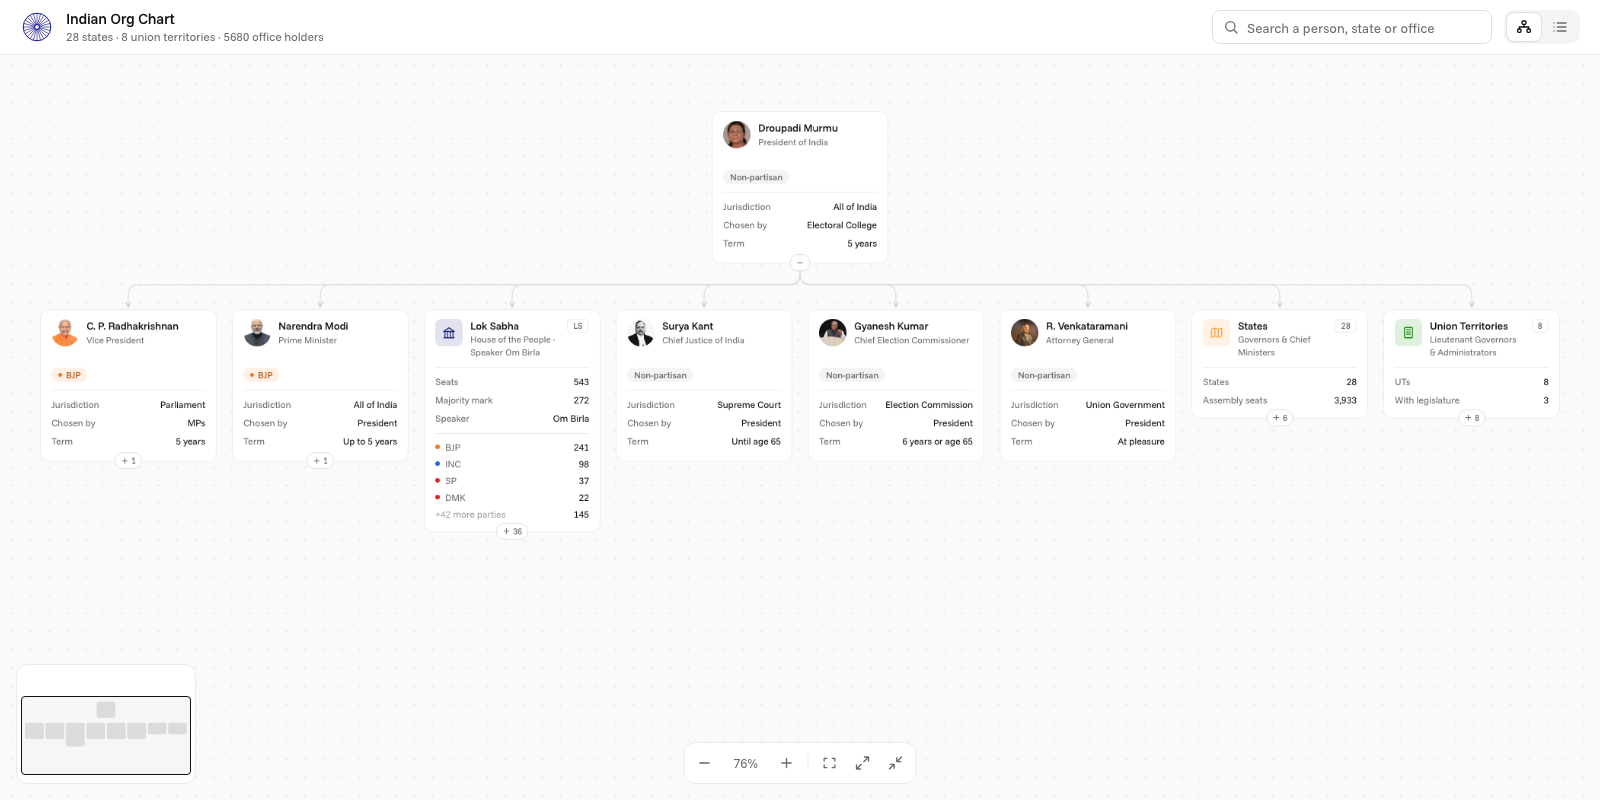 Indian Org Chart
28 states · 8 union territories · 5680 office holders
Search a person, state or office
Droupadi Murmu
President of India
Non-partisan
Jurisdiction All of India
Chosen by Electoral College
Term 5 years
−
C. P. Radhakrishnan
Vice President
BJP
Jurisdiction Parliament
Chosen by MPs
Term 5 years
+ 1
Narendra Modi
Prime Minister
BJP
Jurisdiction All of India
Chosen by President
Term Up to 5 years
+ 1
Lok Sabha LS
House of the People ·
Speaker Om Birla
Seats 543
Majority mark 272
Speaker Om Birla
BJP 241
INC 98
SP 37
DMK 22
+42 more parties 145
+ 36
Surya Kant
Chief Justice of India
Non-partisan
Jurisdiction Supreme Court
Chosen by President
Term Until age 65
Gyanesh Kumar
Chief Election Commissioner
Non-partisan
Jurisdiction Election Commission
Chosen by President
Term 6 years or age 65
R. Venkataramani
Attorney General
Non-partisan
Jurisdiction Union Government
Chosen by President
Term At pleasure
States 28
Governors & Chief
Ministers
States 28
Assembly seats 3,933
+ 6
Union Territories 8
Lieutenant Governors
& Administrators
UTs 8
With legislature 3
+ 8
− 76% +